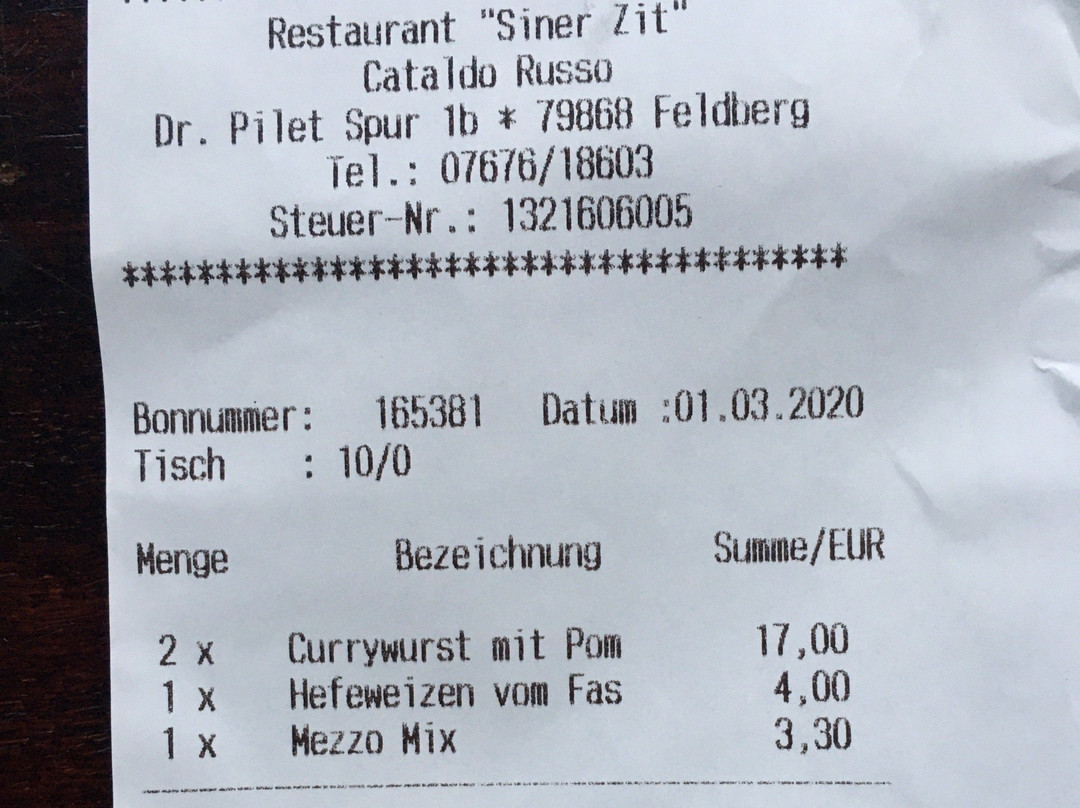 Restaurant "Siner Zit"
Cataldo Russo
Dr. Pilet Spur 1b * 79868 Feldberg
Tel.: 07676/18603
Steuer-Nr.: 1321606005
**************************************
Bonnummer: 165381 Datum :01.03.2020
Tisch : 10/0
Menge Bezeichnung Summe/EUR
2 x Currywurst mit Pom 17,00
1 x Hefeweizen vom Fas 4,00
1 x Mezzo Mix 3,30